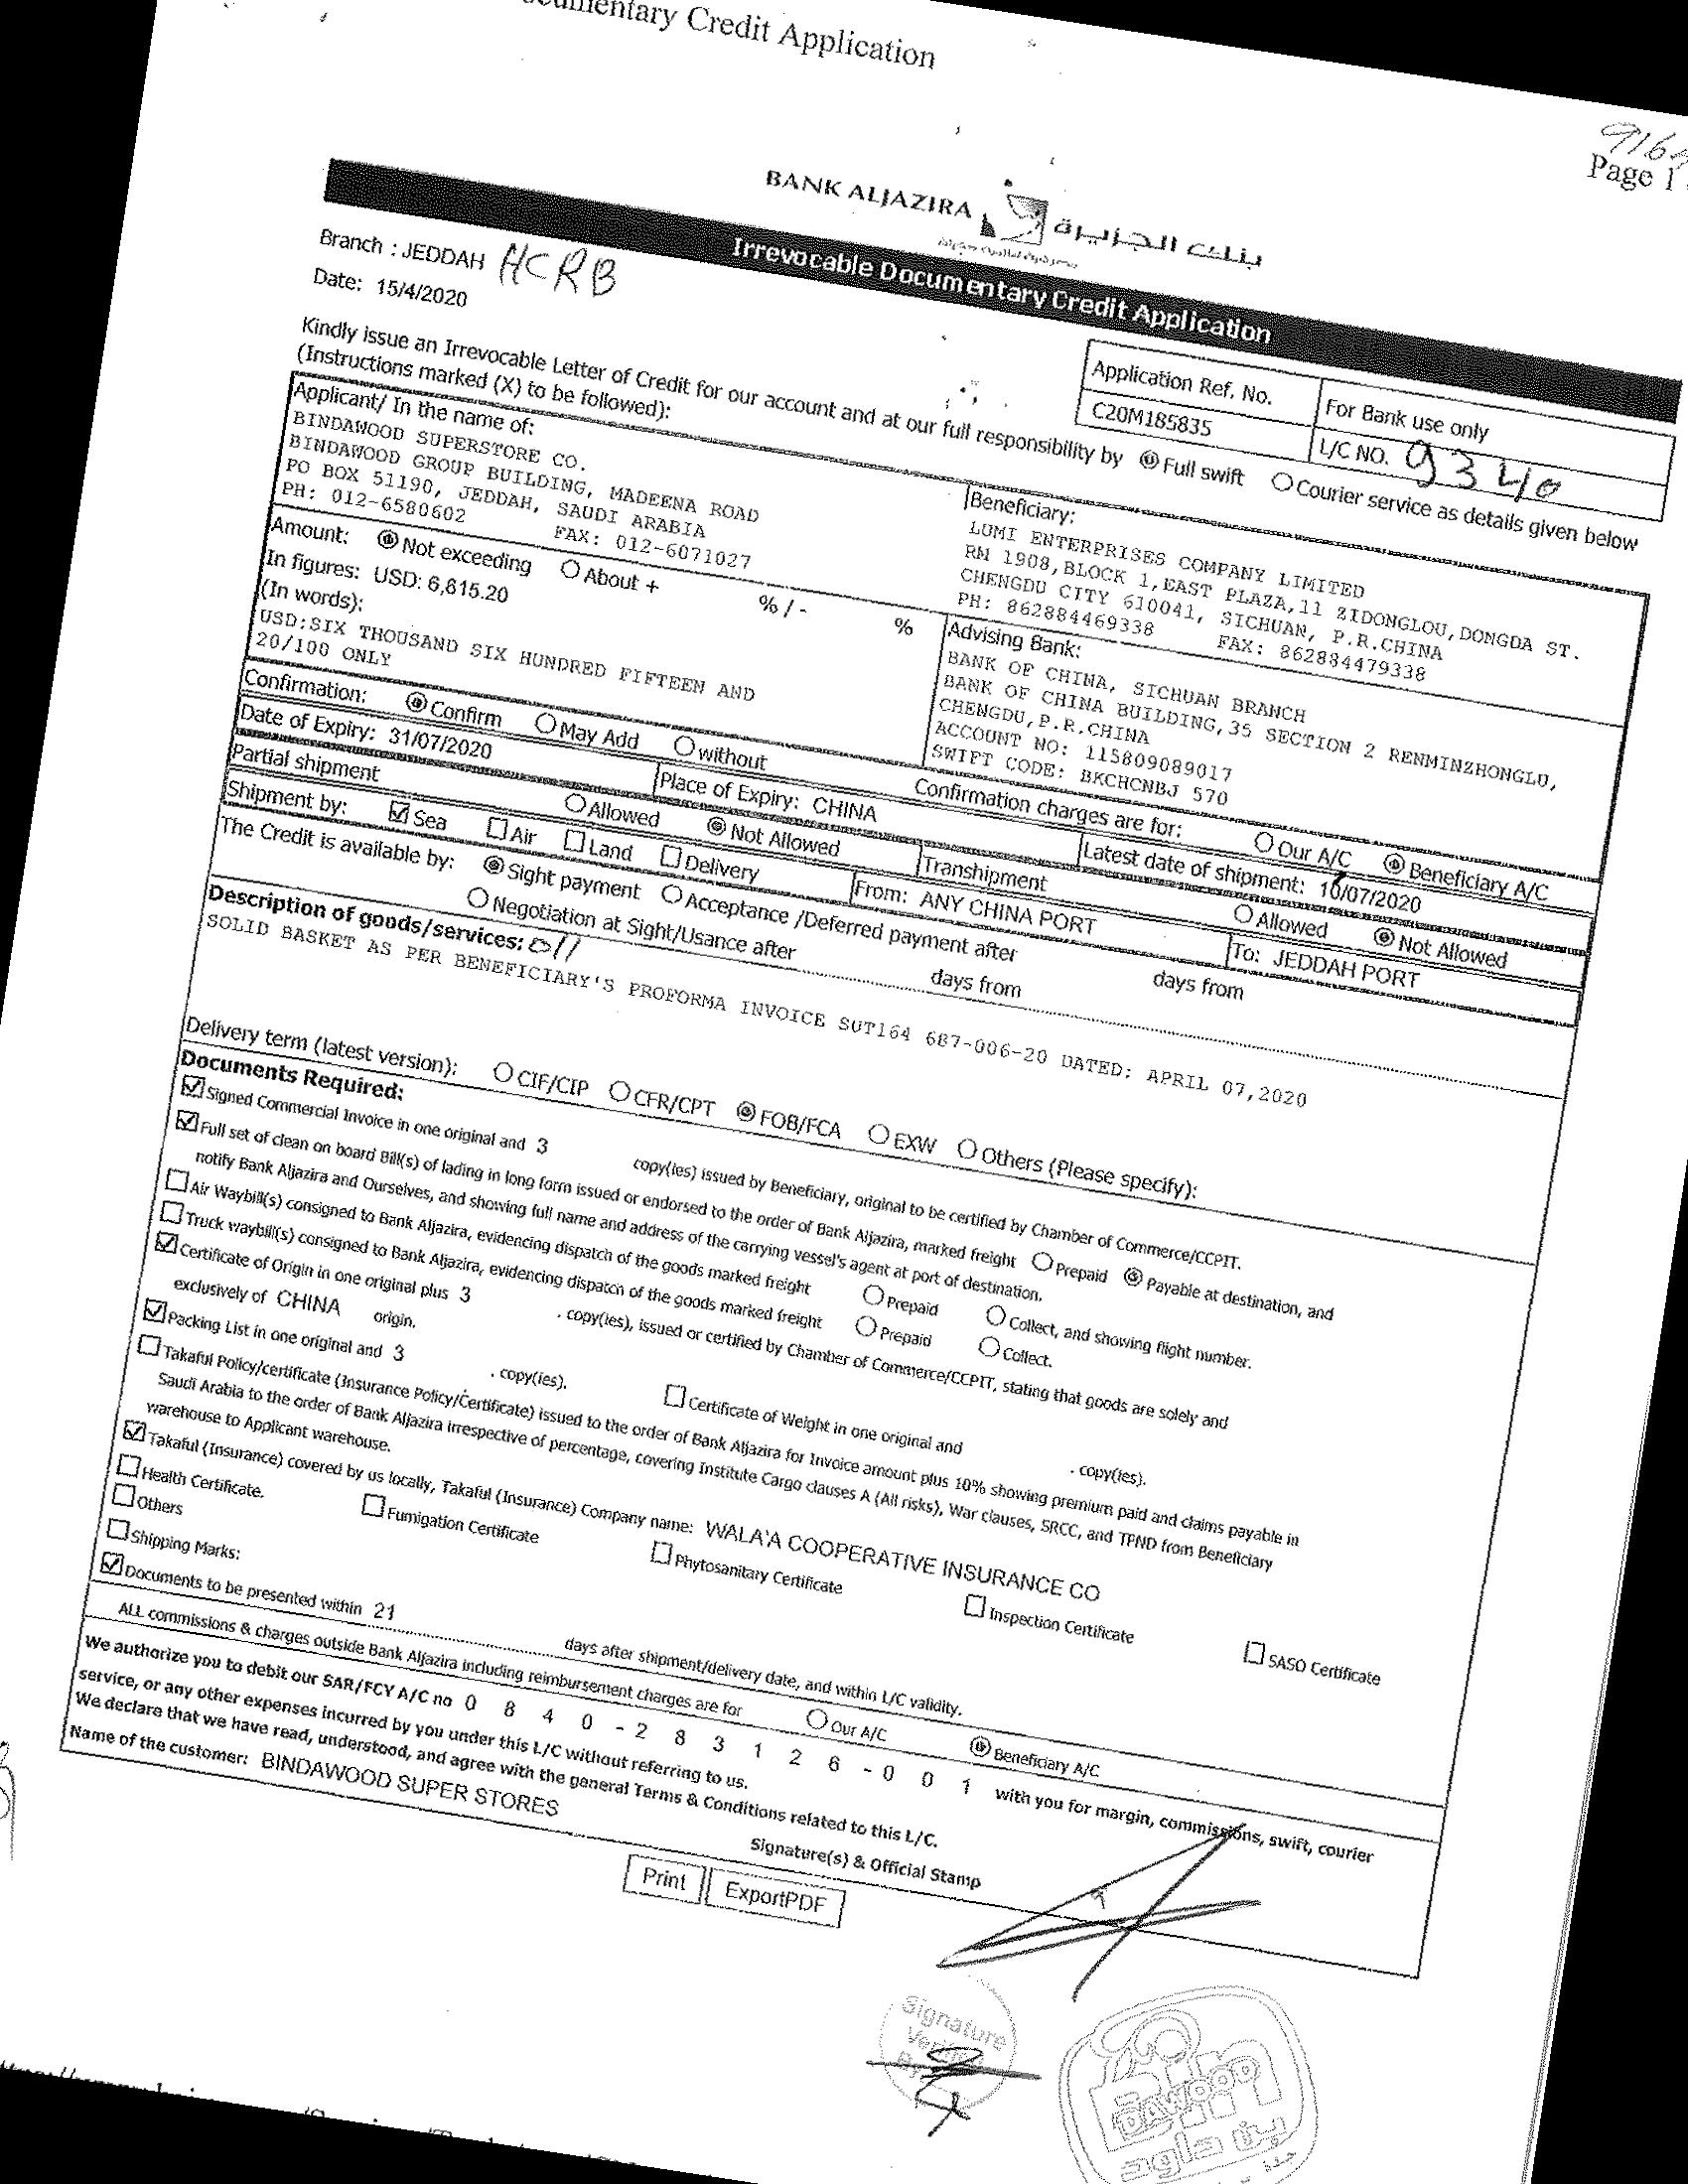 Documentary Credit Application
Page 1
BANK ALJAZIRA بنك الجزيرة
Irrevocable Documentary Credit Application
Branch : JEDDAH HCRB
Date: 15/4/2020
Application Ref. No. For Bank use only
C20M185835 L/C NO. 9340
Kindly issue an Irrevocable Letter of Credit for our account and at our full responsibility by Full swift Courier service as details given below
(Instructions marked (X) to be followed):
Applicant/ In the name of:
BINDAWOOD SUPERSTORE CO.
BINDAWOOD GROUP BUILDING, MADEENA ROAD
PO BOX 51190, JEDDAH, SAUDI ARABIA
PH: 012-6580602 FAX: 012-6071027
Beneficiary:
LUMI ENTERPRISES COMPANY LIMITED
RM 1908,BLOCK 1,EAST PLAZA,11 ZIDONGLOU,DONGDA ST.
CHENGDU CITY 610041, SICHUAN, P.R.CHINA
PH: 862884469338 FAX: 862884479338
Amount: Not exceeding About + % / - %
In figures: USD: 6,615.20
(In words):
USD:SIX THOUSAND SIX HUNDRED FIFTEEN AND
20/100 ONLY
Advising Bank:
BANK OF CHINA, SICHUAN BRANCH
BANK OF CHINA BUILDING,35 SECTION 2 RENMINZHONGLU,
CHENGDU,P.R.CHINA
ACCOUNT NO: 115809089017
SWIFT CODE: BKCHCNBJ 570
Confirmation: Confirm May Add without Confirmation charges are for: Our A/C Beneficiary A/C
Date of Expiry: 31/07/2020 Place of Expiry: CHINA Latest date of shipment: 10/07/2020
Partial shipment Allowed Not Allowed Transhipment Allowed Not Allowed
Shipment by: Sea Air Land Delivery From: ANY CHINA PORT To: JEDDAH PORT
The Credit is available by: Sight payment Acceptance /Deferred payment after days from
Negotiation at Sight/Usance after days from
Description of goods/services:
SOLID BASKET AS PER BENEFICIARY'S PROFORMA INVOICE SUT164 687-006-20 DATED: APRIL 07,2020
Delivery term (latest version): CIF/CIP CFR/CPT FOB/FCA EXW Others (Please specify):
Documents Required:
Signed Commercial Invoice in one original and 3 copy(ies) issued by Beneficiary, original to be certified by Chamber of Commerce/CCPIT.
Full set of clean on board Bill(s) of lading in long form issued or endorsed to the order of Bank Aljazira, marked freight Prepaid Payable at destination, and
notify Bank Aljazira and Ourselves, and showing full name and address of the carrying vessel's agent at port of destination.
Air Waybill(s) consigned to Bank Aljazira, evidencing dispatch of the goods marked freight Prepaid Collect, and showing flight number.
Truck waybill(s) consigned to Bank Aljazira, evidencing dispatch of the goods marked freight Prepaid Collect.
Certificate of Origin in one original plus 3 . copy(ies), issued or certified by Chamber of Commerce/CCPIT, stating that goods are solely and
exclusively of CHINA origin.
Packing List in one original and 3 . copy(ies). Certificate of Weight in one original and . copy(ies).
Takaful Policy/certificate (Insurance Policy/Certificate) issued to the order of Bank Aljazira for Invoice amount plus 10% showing premium paid and claims payable in
Saudi Arabia to the order of Bank Aljazira irrespective of percentage, covering Institute Cargo clauses A (All risks), War clauses, SRCC, and TPND from Beneficiary
warehouse to Applicant warehouse.
Takaful (Insurance) covered by us locally, Takaful (Insurance) Company name: WALA'A COOPERATIVE INSURANCE CO
Health Certificate. Fumigation Certificate Phytosanitary Certificate Inspection Certificate SASO Certificate
Others
Shipping Marks:
Documents to be presented within 21 days after shipment/delivery date, and within L/C validity.
ALL commissions & charges outside Bank Aljazira including reimbursement charges are for Our A/C Beneficiary A/C
We authorize you to debit our SAR/FCY A/C no 0 8 4 0 - 2 8 3 1 2 6 - 0 0 1 with you for margin, commissions, swift, courier
service, or any other expenses incurred by you under this L/C without referring to us.
We declare that we have read, understood, and agree with the general Terms & Conditions related to this L/C.
Name of the customer: BINDAWOOD SUPER STORES
Signature(s) & Official Stamp
Print ExportPDF
Signature
Verified
By
DAWOOD
بن داود